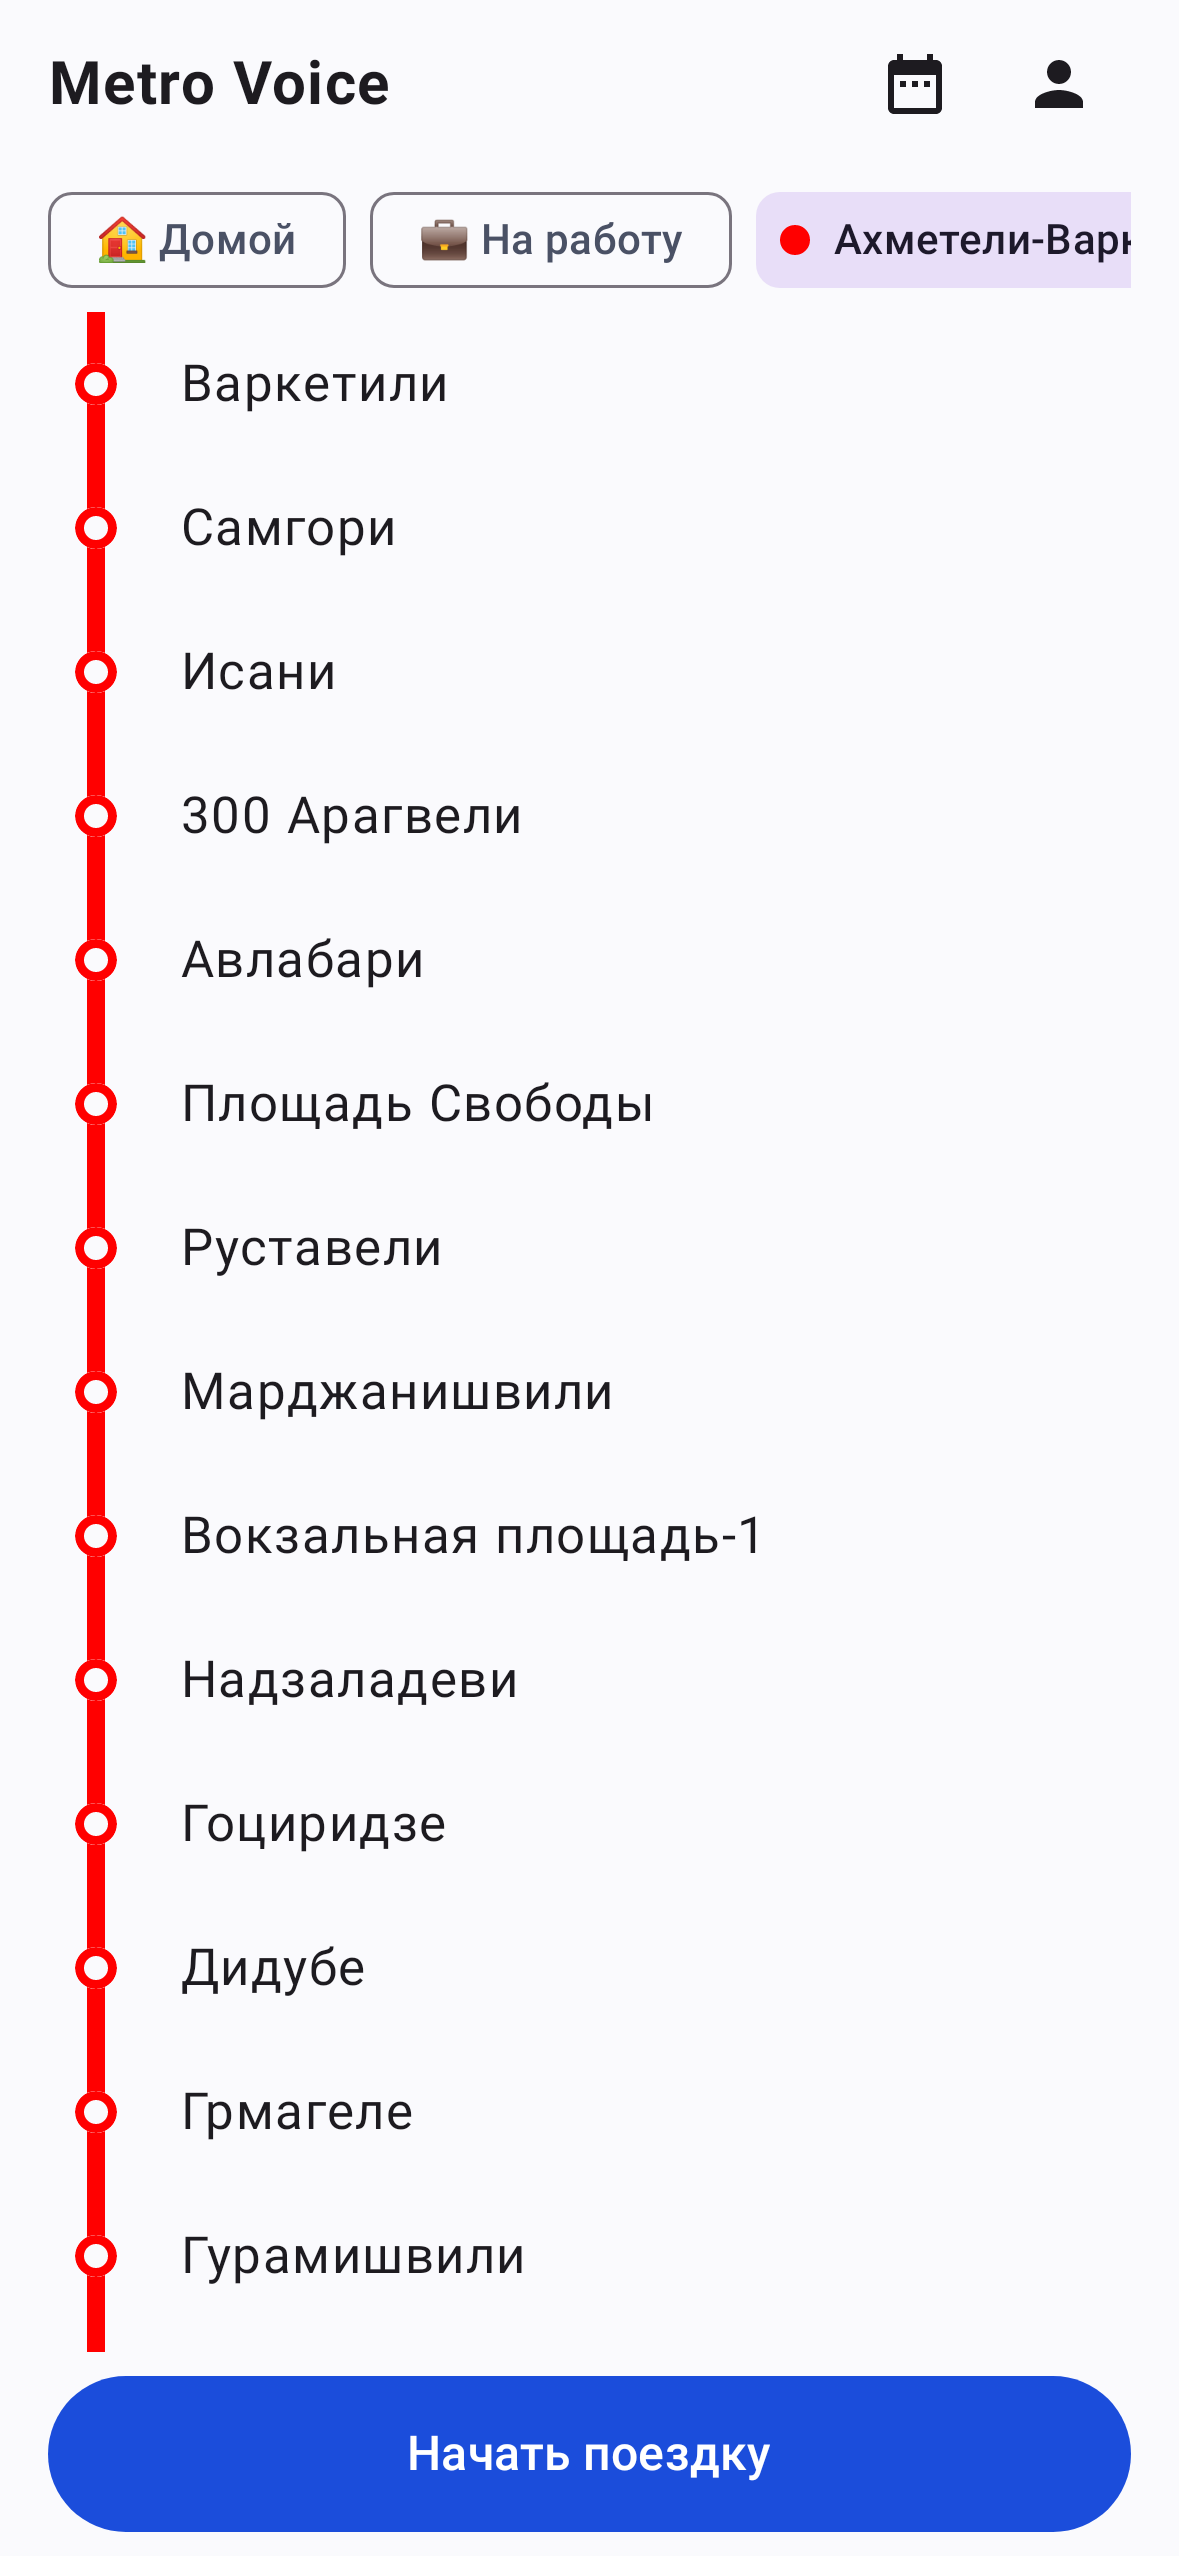 Metro Voice
🏠 Домой
💼 На работу
Ахметели-Варк
Варкетили
Самгори
Исани
300 Арагвели
Авлабари
Площадь Свободы
Руставели
Марджанишвили
Вокзальная площадь-1
Надзаладеви
Гоциридзе
Дидубе
Грмагеле
Гурамишвили
Начать поездку